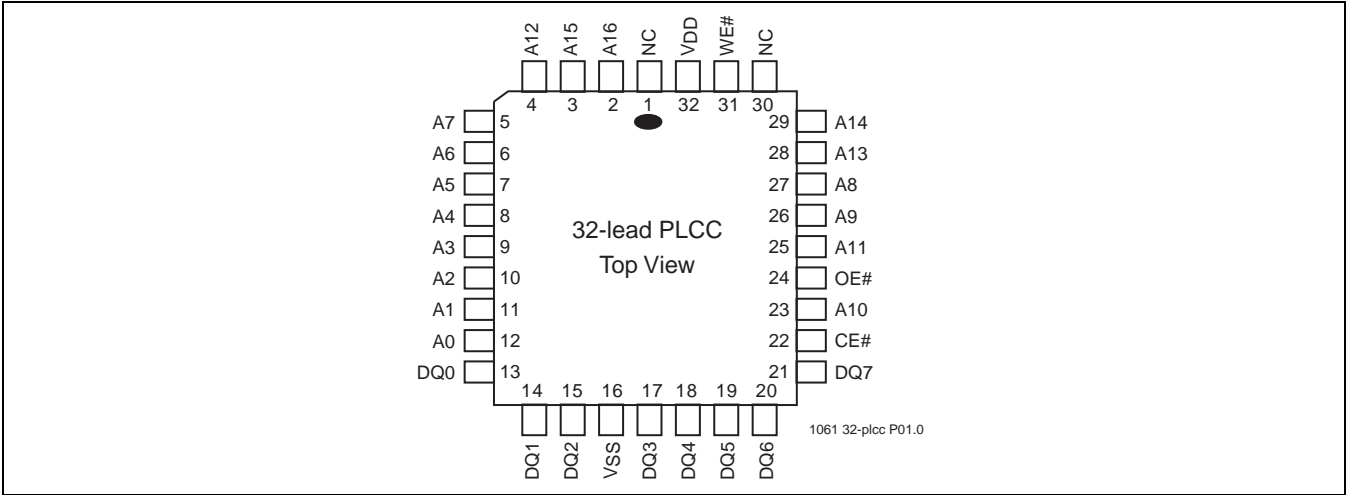 A12 A15 A16 NC VDD WE# NC
4 3 2 1 32 31 30
A7 5 29 A14
A6 6 28 A13
A5 7 27 A8
A4 8 26 A9
32-lead PLCC
A3 9 25 A11
Top View
A2 10 24 OE#
A1 11 23 A10
A0 12 22 CE#
DQ0 13 21 DQ7
14 15 16 17 18 19 20
DQ1 DQ2 VSS DQ3 DQ4 DQ5 DQ6
1061 32-plcc P01.0